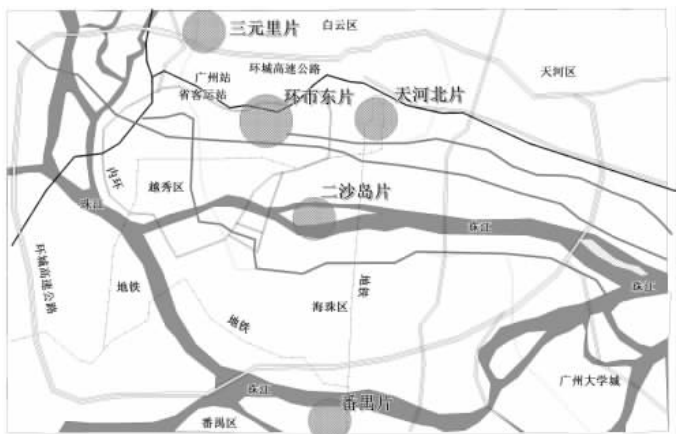 三元里片
白云区
环城高速公路
天河区
广州站
省客运站
环市东片
天河北片
内环
越秀区
二沙岛片
珠江
珠江
环城高速公路
地铁
地铁
海珠区
地铁
珠江
珠江
广州大学城
番禺片
番禺区